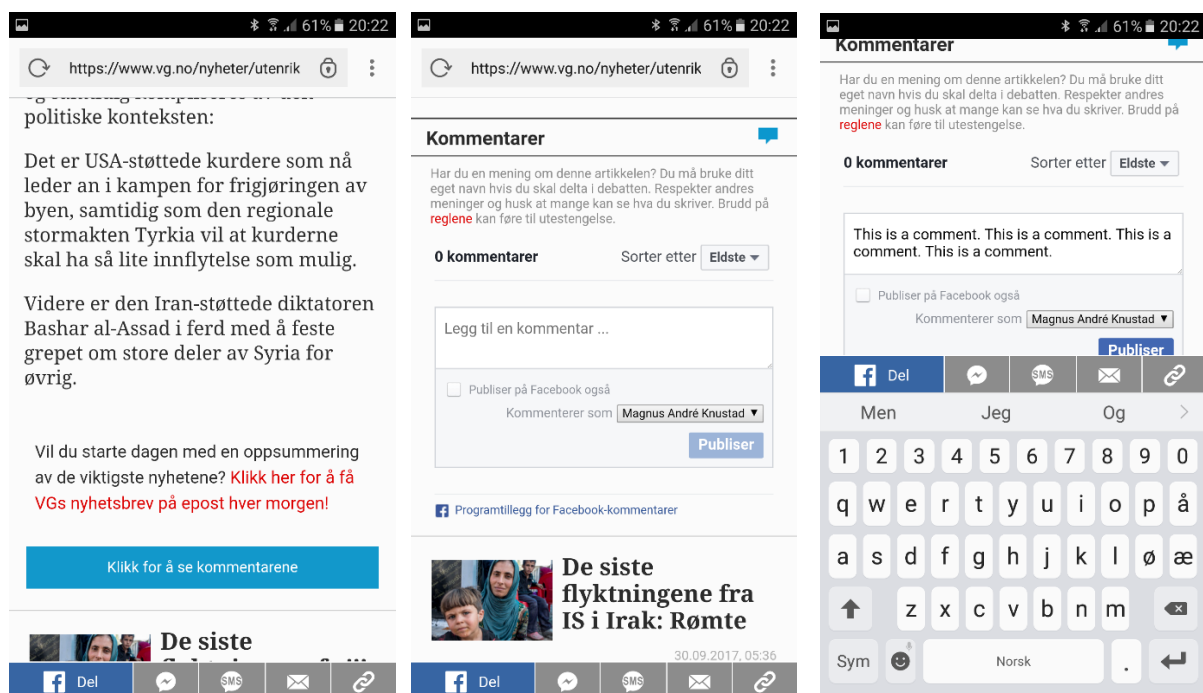 61% 20:22
https://www.vg.no/nyheter/utenrik
politiske konteksten:
Det er USA-støttede kurdere som nå
leder an i kampen for frigjøringen av
byen, samtidig som den regionale
stormakten Tyrkia vil at kurderne
skal ha så lite innflytelse som mulig.
Videre er den Iran-støttede diktatoren
Bashar al-Assad i ferd med å feste
grepet om store deler av Syria for
øvrig.
Vil du starte dagen med en oppsummering
av de viktigste nyhetene? Klikk her for å få
VGs nyhetsbrev på epost hver morgen!
Klikk for å se kommentarene
De siste
Del
SMS
61% 20:22
https://www.vg.no/nyheter/utenrik
Kommentarer
Har du en mening om denne artikkelen? Du må bruke ditt
eget navn hvis du skal delta i debatten. Respekter andres
meninger og husk at mange kan se hva du skriver. Brudd på
reglene kan føre til utestengelse.
0 kommentarer Sorter etter Eldste
Legg til en kommentar ...
Publiser på Facebook også
Kommenterer som Magnus André Knustad
Publiser
Programtillegg for Facebook-kommentarer
De siste
flyktningene fra
IS i Irak: Rømte
30.09.2017, 05:36
Del
SMS
61% 20:22
Kommentarer
Har du en mening om denne artikkelen? Du må bruke ditt
eget navn hvis du skal delta i debatten. Respekter andres
meninger og husk at mange kan se hva du skriver. Brudd på
reglene kan føre til utestengelse.
0 kommentarer Sorter etter Eldste
This is a comment. This is a comment. This is a
comment. This is a comment.
Publiser på Facebook også
Kommenterer som Magnus André Knustad
Publiser
Del SMS
Men Jeg Og
1 2 3 4 5 6 7 8 9 0
q w e r t y u i o p å
a s d f g h j k l ø æ
z x c v b n m
Sym Norsk .